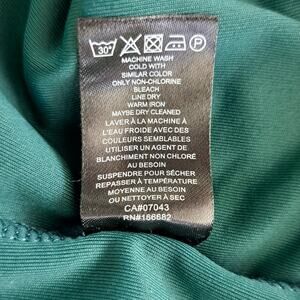 30° P
MACHINE WASH
COLD WITH
SIMILAR COLOR
ONLY NON-CHLORINE
BLEACH
LINE DRY
WARM IRON
MAYBE DRY CLEANED
LAVER À LA MACHINE À
L'EAU FROIDE AVEC DES
COULEURS SEMBLABLES
UTILISER UN AGENT DE
BLANCHIMENT NON CHLORÉ
AU BESOIN
SUSPENDRE POUR SÉCHER
REPASSER À TEMPÉRATURE
MOYENNE AU BESOIN
OU NETTOYER À SEC
CA#07043
RN#156682